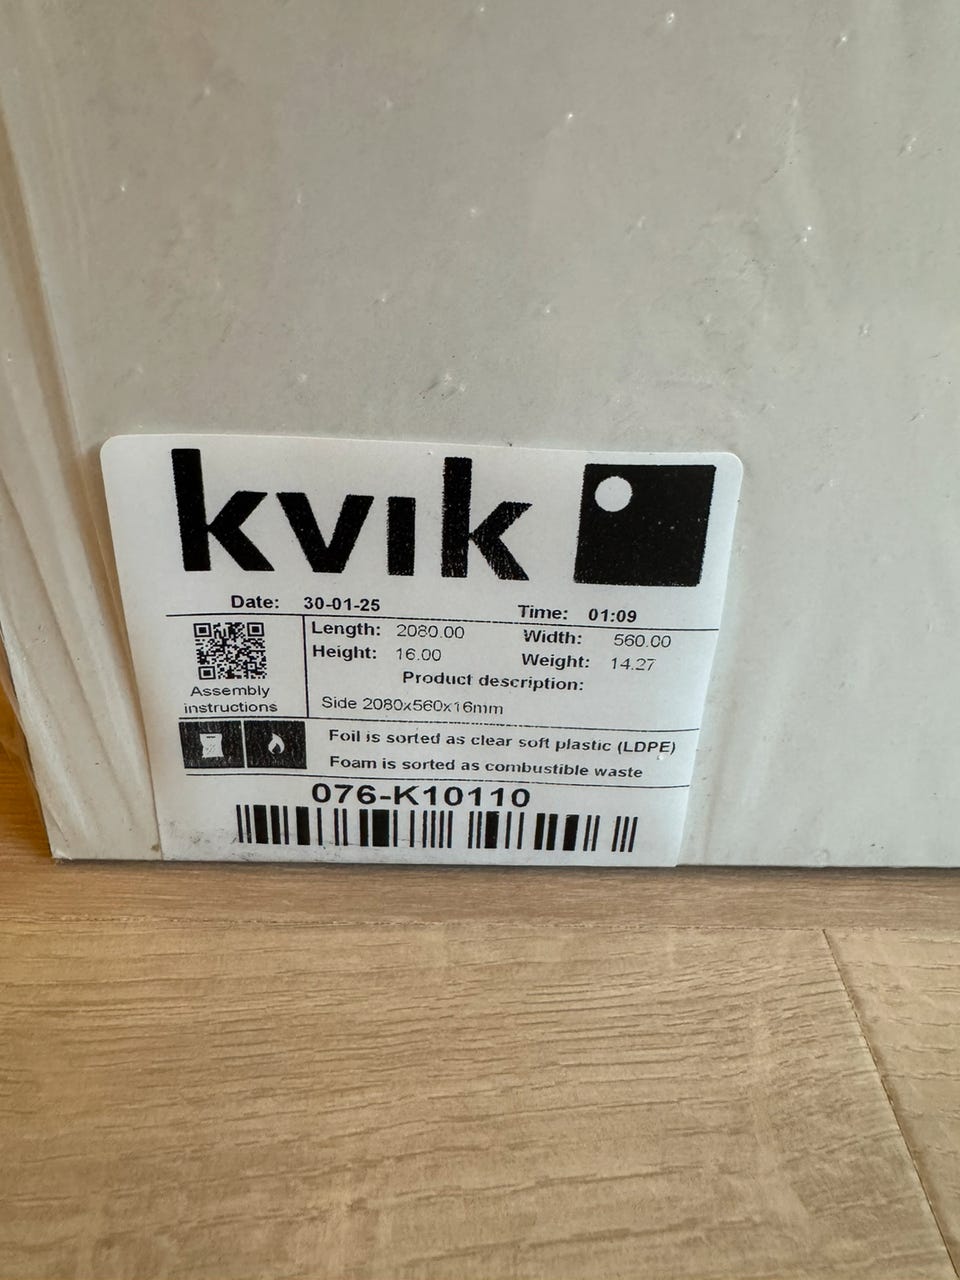 kvik
Date: 30-01-25 Time: 01:09
Length: 2080.00 Width: 560.00
Height: 16.00 Weight: 14.27
Product description:
Side 2080x560x16mm
Assembly
instructions
Foil is sorted as clear soft plastic (LDPE)
Foam is sorted as combustible waste
076-K10110